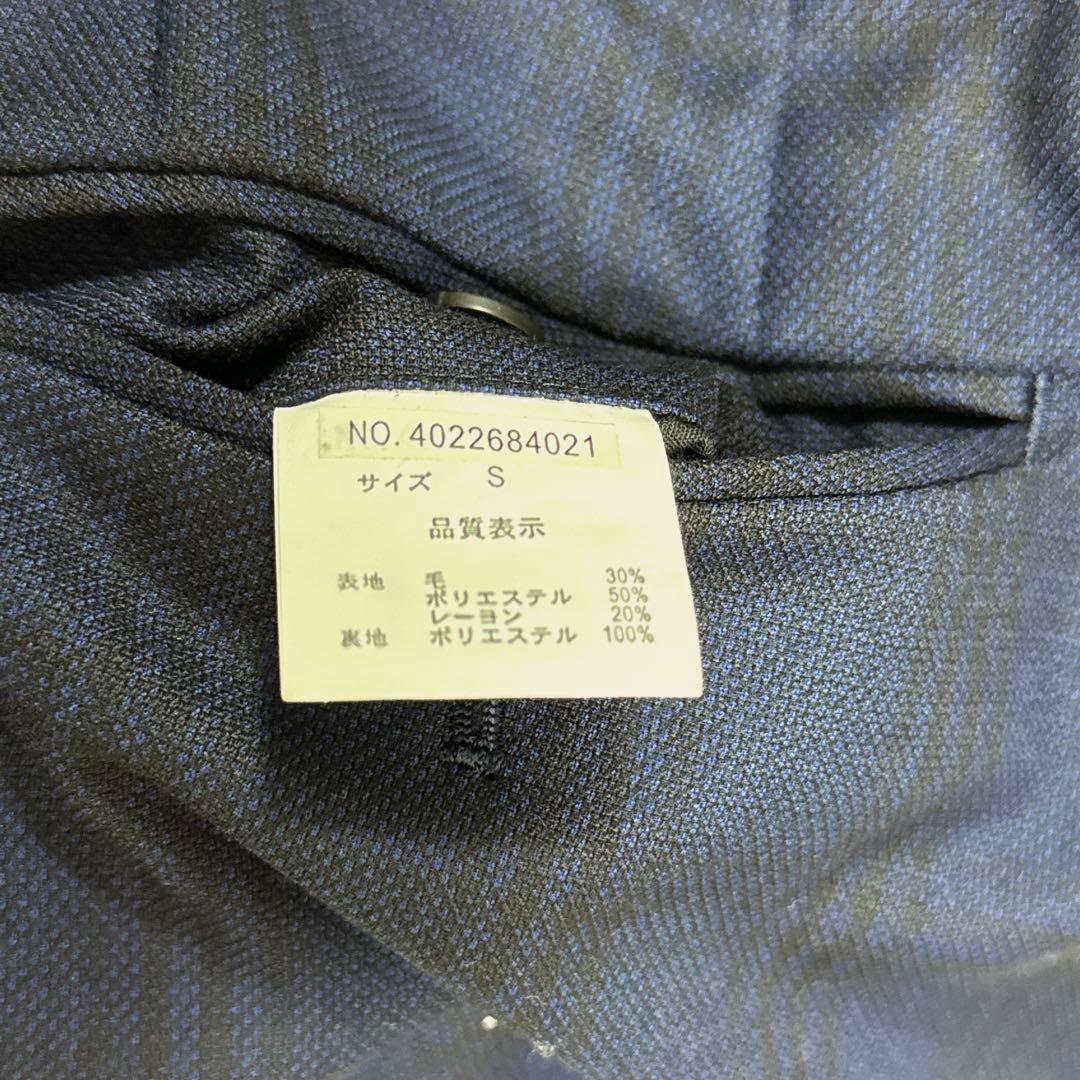 NO. 4022684021
サイズ S
品質表示
表地 毛 30%
ポリエステル 50%
レーヨン 20%
裏地 ポリエステル 100%